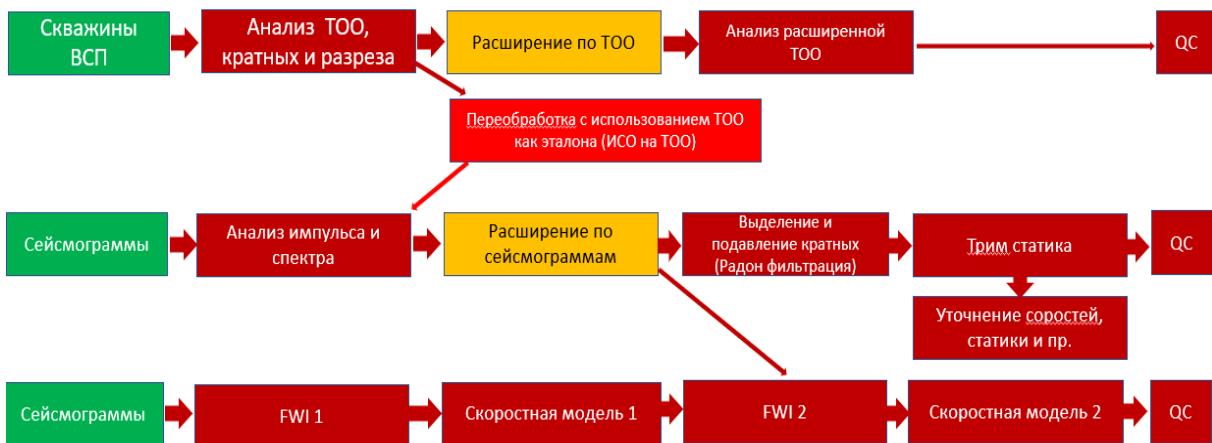 Скважины
ВСП
Анализ ТОО,
кратных и разреза
Расширение по ТОО
Анализ расширенной
ТОО
QC
Переобработка с использованием ТОО
как эталона (ИСО на ТОО)
Сейсмограммы
Анализ импульса и
спектра
Расширение по
сейсмограммам
Выделение и
подавление кратных
(Радон фильтрация)
Трим статика
QC
Уточнение соростей,
статики и пр.
Сейсмограммы
FWI 1
Скоростная модель 1
FWI 2
Скоростная модель 2
QC